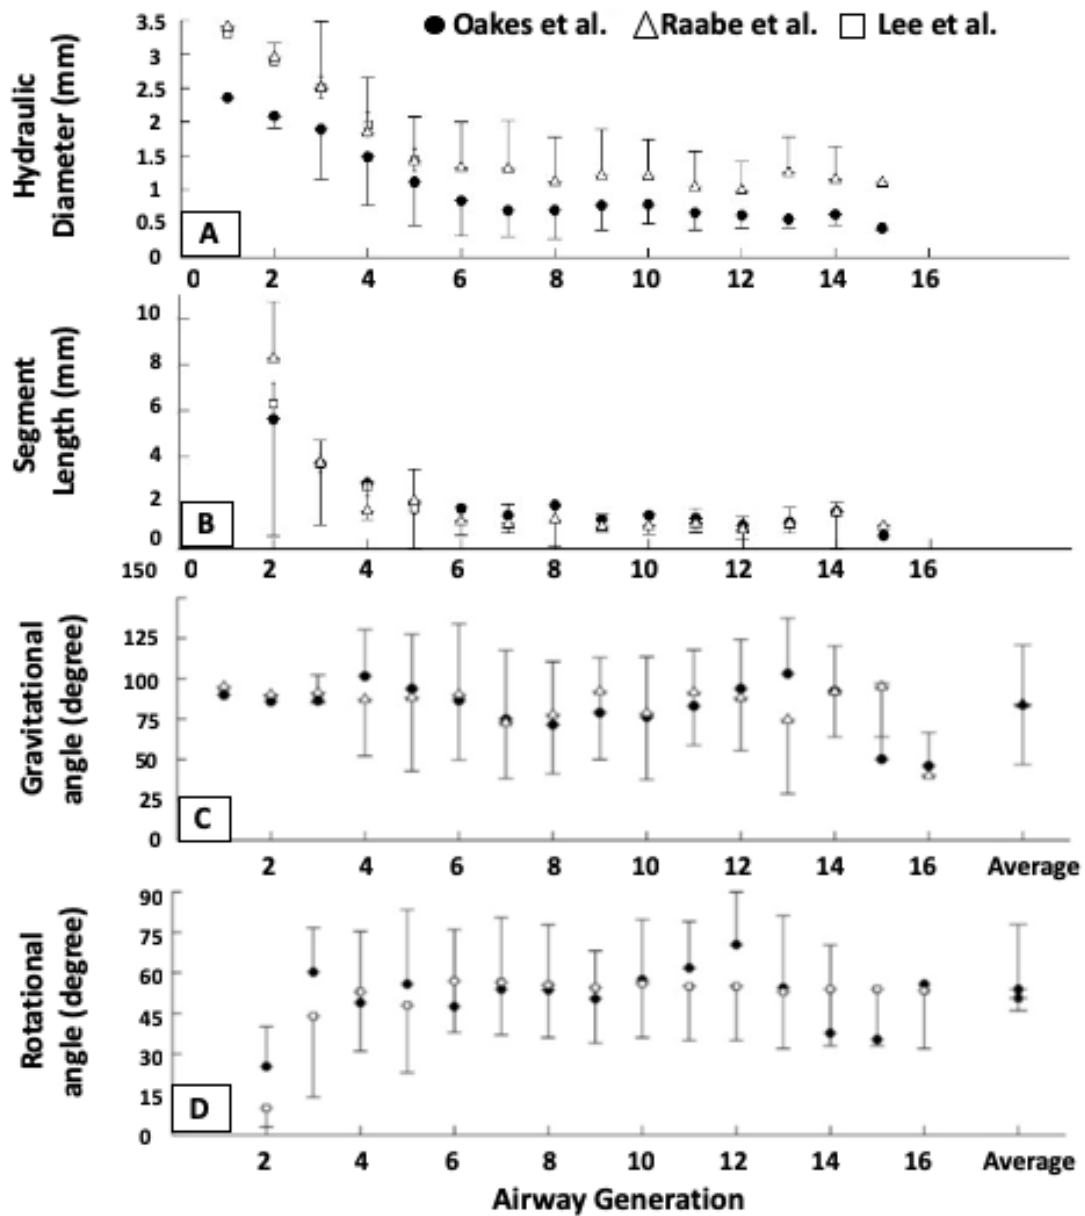 Oakes et al. Raabe et al. Lee et al.
Hydraulic
Diameter (mm)
3.5
3
2.5
2
1.5
1
0.5
0
A
0 2 4 6 8 10 12 14 16
Segment
Length (mm)
10
8
6
4
2
0
B
0 2 4 6 8 10 12 14 16
Gravitational
angle (degree)
150
125
100
75
50
25
0
C
2 4 6 8 10 12 14 16 Average
Rotational
angle (degree)
90
75
60
45
30
15
0
D
2 4 6 8 10 12 14 16 Average
Airway Generation